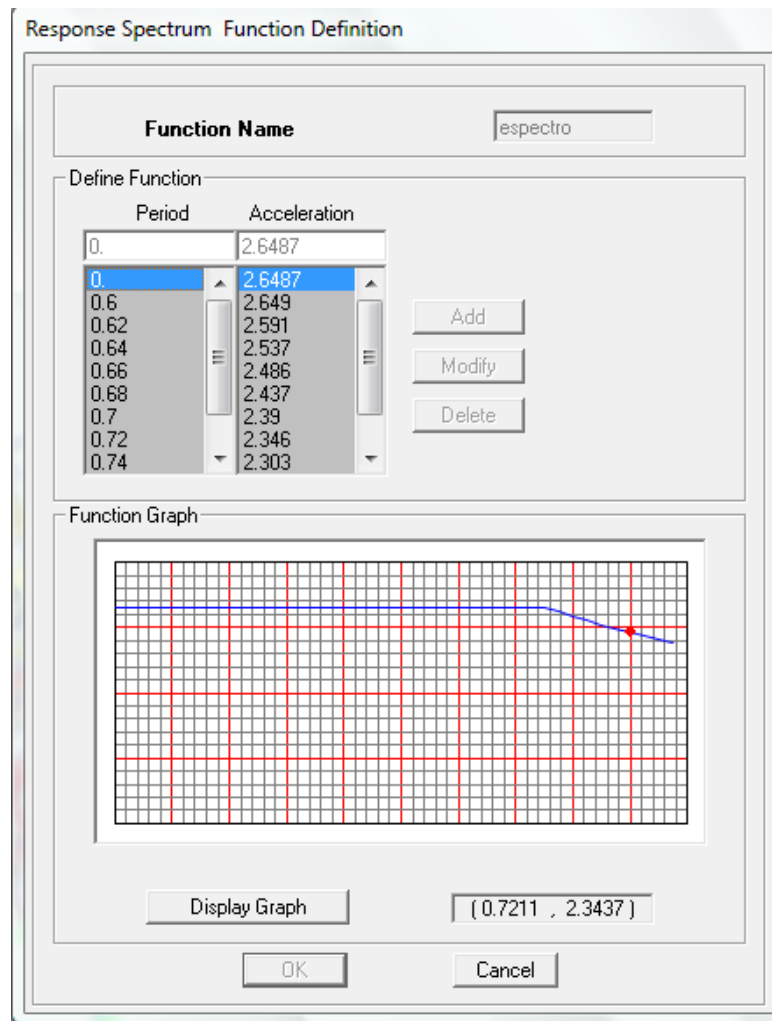 Response Spectrum Function Definition
Function Name espectro
Define Function
Period Acceleration
0. 2.6487
0. 2.6487
0.6 2.649
0.62 2.591
0.64 2.537
0.66 2.486
0.68 2.437
0.7 2.39
0.72 2.346
0.74 2.303
Add
Modify
Delete
Function Graph
Display Graph ( 0.7211 , 2.3437 )
OK Cancel